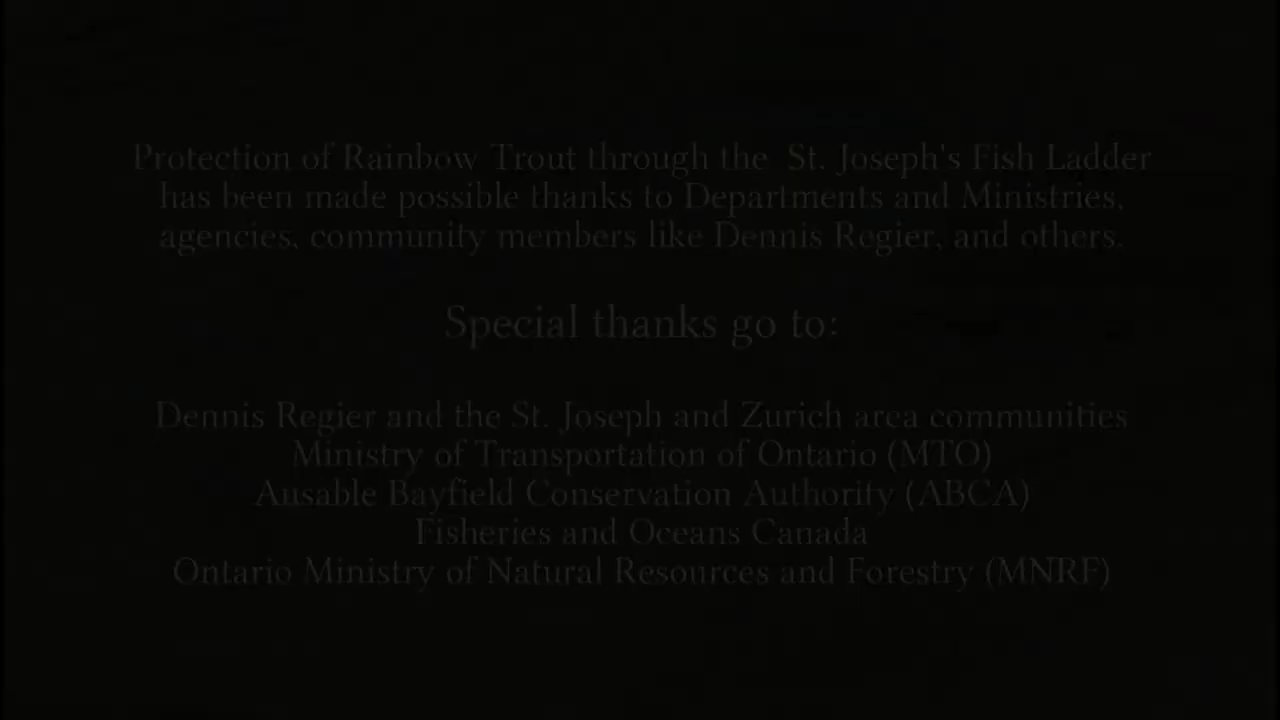 Protection of Rainbow Trout through the St. Joseph's Fish Ladder
has been made possible thanks to Departments and Ministries,
agencies, community members like Dennis Regier, and others.
Special thanks go to:
Dennis Regier and the St. Joseph and Zurich area communities
Ministry of Transportation of Ontario (MTO)
Ausable Bayfield Conservation Authority (ABCA)
Fisheries and Oceans Canada
Ontario Ministry of Natural Resources and Forestry (MNRF)